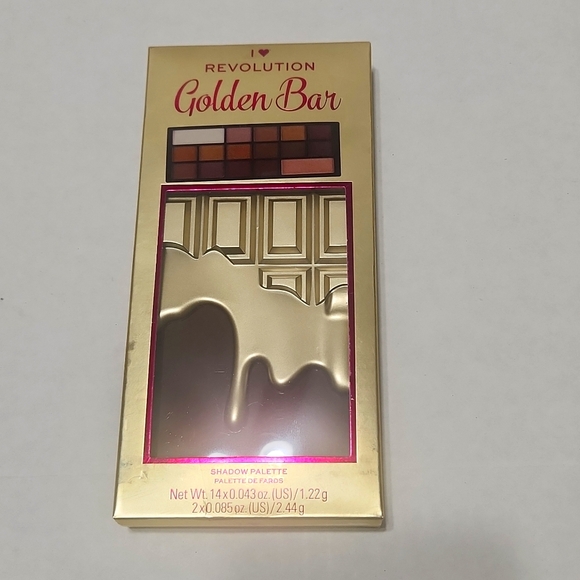 I ♥
REVOLUTION
Golden Bar
SHADOW PALETTE
PALETTE DE FARDS
Net Wt. 14 x 0.043 oz. (US) / 1.22 g
2 x 0.085 oz. (US) / 2.44 g